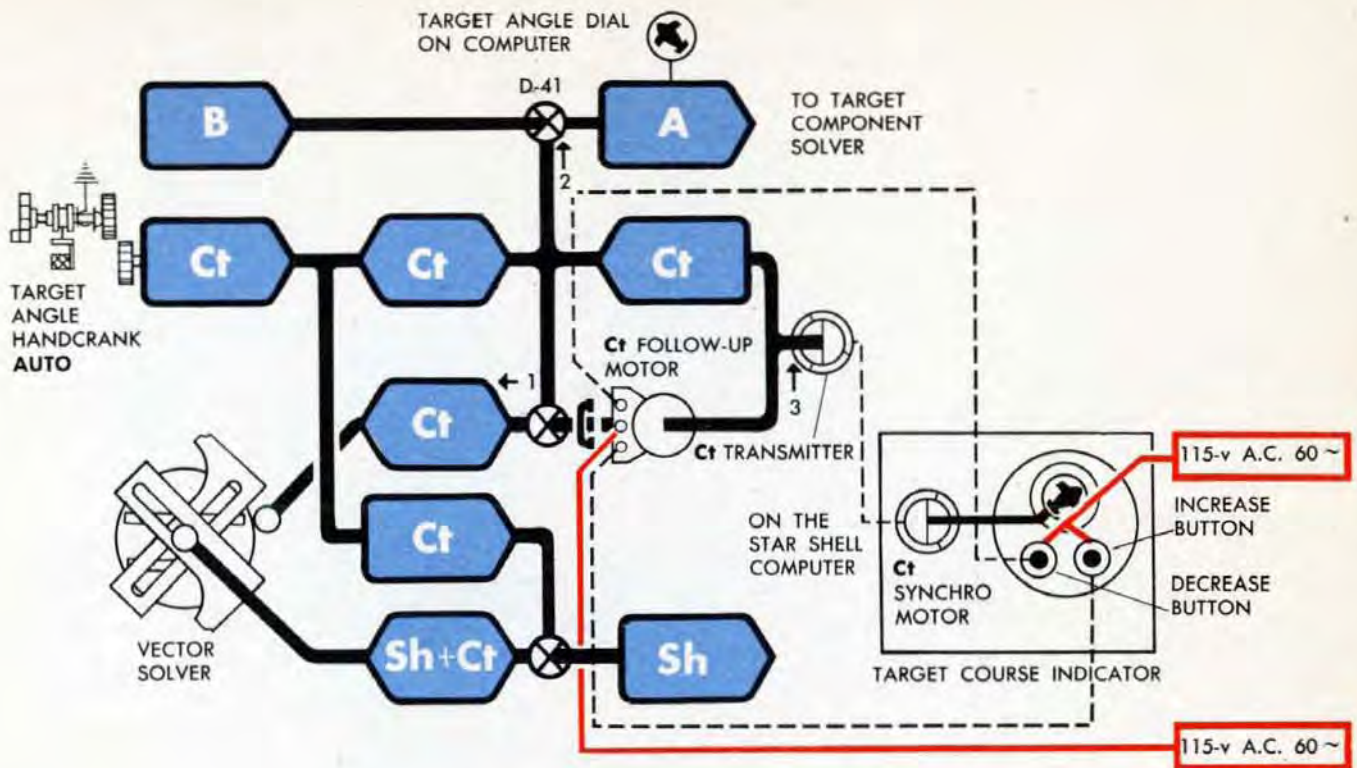 TARGET ANGLE DIAL
ON COMPUTER
D-41
B
A
TO TARGET
COMPONENT
SOLVER
2
Ct
Ct
Ct
TARGET
ANGLE
HANDCRANK
AUTO
Ct FOLLOW-UP
MOTOR
← 1
3
Ct
Ct TRANSMITTER
115-v A.C. 60 ~
INCREASE
BUTTON
ON THE
STAR SHELL
COMPUTER
Ct
SYNCHRO
MOTOR
DECREASE
BUTTON
Ct
VECTOR
SOLVER
Sh+Ct
Sh
TARGET COURSE INDICATOR
115-v A.C. 60 ~